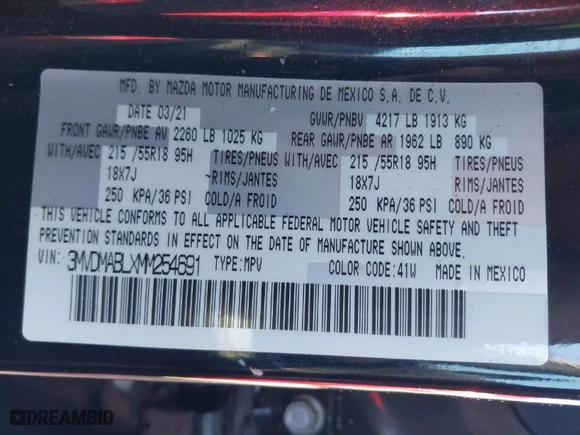 MFD. BY MAZDA MOTOR MANUFACTURING DE MEXICO S.A. DE C.V.
DATE 03/21 GVWR/PNBV 4217 LB 1913 KG
FRONT GAWR/PNBE AV 2260 LB 1025 KG REAR GAWR/PNBE AR 1962 LB 890 KG
WITH/AVEC 215 /55R18 95H TIRES/PNEUS WITH/AVEC 215 /55R18 95H TIRES/PNEUS
18X7J RIMS/JANTES 18X7J RIMS/JANTES
250 KPA/36 PSI COLD/A FROID 250 KPA/36 PSI COLD/A FROID
THIS VEHICLE CONFORMS TO ALL APPLICABLE FEDERAL MOTOR VEHICLE SAFETY AND THEFT
PREVENTION STANDARDS IN EFFECT ON THE DATE OF MANUFACTURE SHOWN ABOVE.
VIN: 3MVDMABLXMM254691 TYPE:MPV COLOR CODE:41W MADE IN MEXICO
DREAMBID